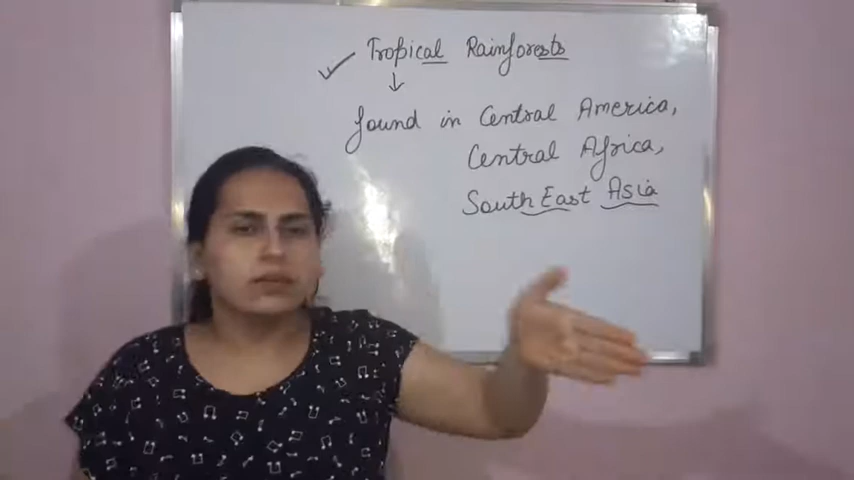 ✓ Tropical Rainforests
↓
found in Central America,
Central Africa,
South East Asia